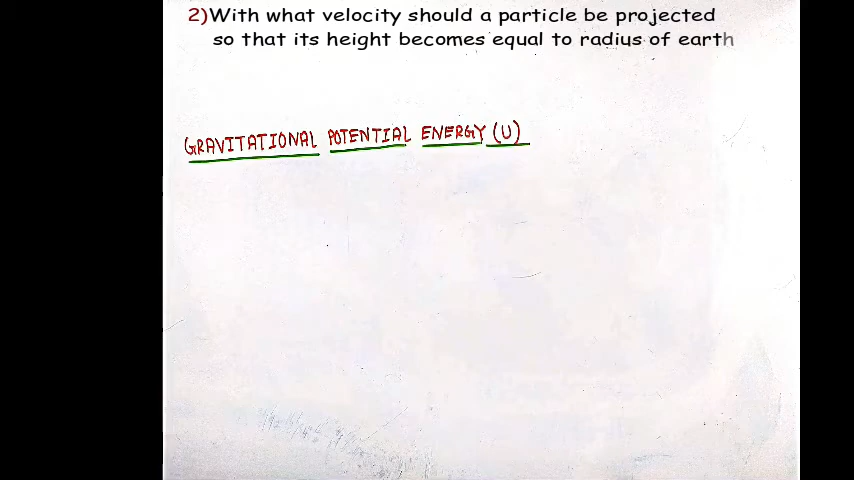 2)With what velocity should a particle be projected
so that its height becomes equal to radius of earth
GRAVITATIONAL POTENTIAL ENERGY (U)